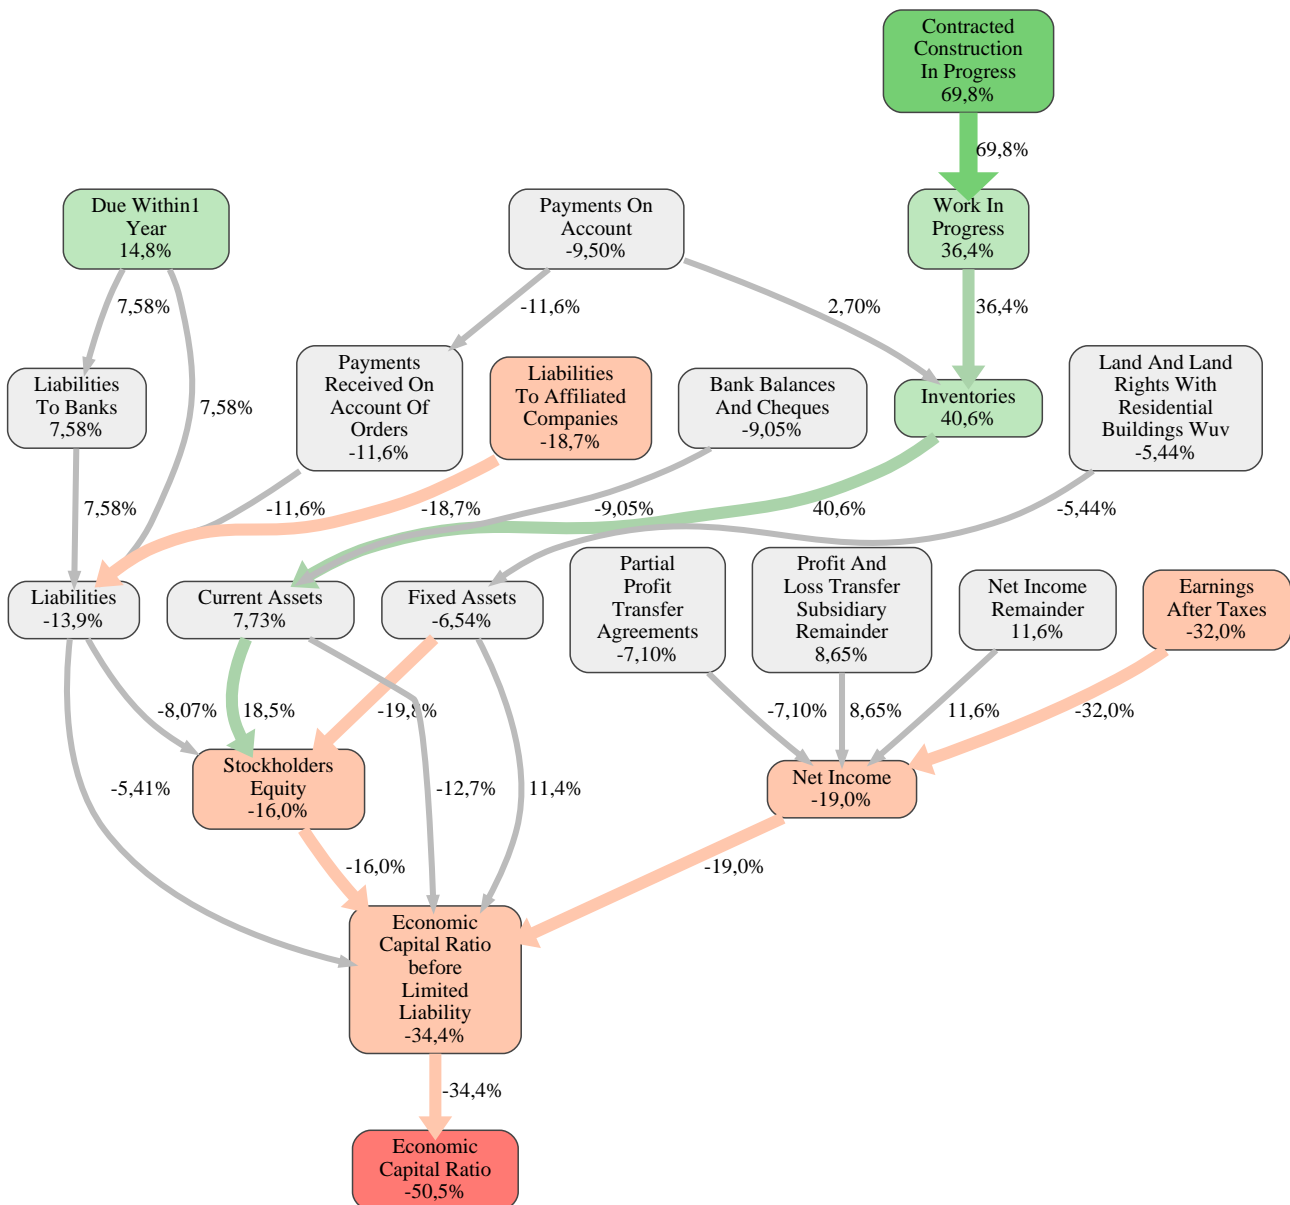 Contracted
Construction
In Progress
69,8%
69,8%
Due Within1
Year
14,8%
Payments On
Account
-9,50%
Work In
Progress
36,4%
7,58%
-11,6%
2,70%
36,4%
Liabilities
To Banks
7,58%
7,58%
Payments
Received On
Account Of
Orders
-11,6%
Liabilities
To Affiliated
Companies
-18,7%
Bank Balances
And Cheques
-9,05%
Inventories
40,6%
Land And Land
Rights With
Residential
Buildings Wuv
-5,44%
7,58%
-11,6%
-18,7%
-9,05%
40,6%
-5,44%
Liabilities
-13,9%
Current Assets
7,73%
Fixed Assets
-6,54%
Partial
Profit
Transfer
Agreements
-7,10%
Profit And
Loss Transfer
Subsidiary
Remainder
8,65%
Net Income
Remainder
11,6%
Earnings
After Taxes
-32,0%
-8,07%
18,5%
-19,8%
-7,10%
8,65%
11,6%
-32,0%
Stockholders
Equity
-16,0%
-5,41%
-12,7%
11,4%
Net Income
-19,0%
-16,0%
-19,0%
Economic
Capital Ratio
before
Limited
Liability
-34,4%
-34,4%
Economic
Capital Ratio
-50,5%